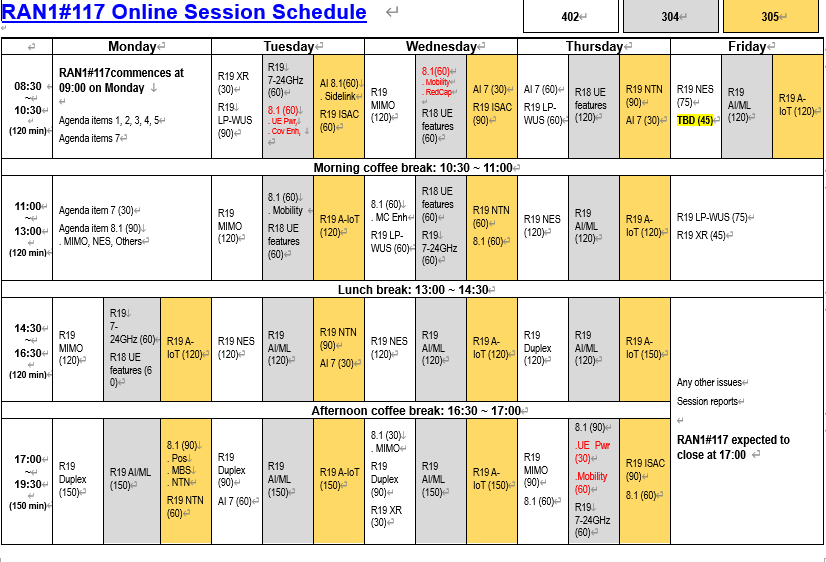 RAN1#117 Online Session Schedule
402
304
305
Monday
Tuesday
Wednesday
Thursday
Friday
08:30
~
10:30
(120 min)
RAN1#117commences at
09:00 on Monday
Agenda items 1, 2, 3, 4, 5
Agenda items 7
R19 XR
(30)
R19
LP-WUS
(90)
R19
7-24GHz
(60)
8.1 (60)
. UE Pwr,
. Cov Enh,
AI 8.1(60)
. Sidelink
R19 ISAC
(60)
R19
MIMO
(120)
8.1(60)
. Mobility
. RedCap
R18 UE
features
(60)
AI 7 (30)
R19 ISAC
(90)
AI 7 (60)
R19 LP-
WUS (60)
R18 UE
features
(120)
R19 NTN
(90)
AI 7 (30)
R19 NES
(75)
TBD (45)
R19
AI/ML
(120)
R19 A-
IoT (120)
Morning coffee break: 10:30 ~ 11:00
11:00
~
13:00
(120 min)
Agenda item 7 (30)
Agenda item 8.1 (90)
. MIMO, NES, Others
R19
MIMO
(120)
8.1 (60)
. Mobility
R18 UE
features
(60)
R19 A-IoT
(120)
8.1 (60)
. MC Enh
R19 LP-
WUS (60)
R18 UE
features
(60)
R19
7-24GHz
(60)
R19 NTN
(60)
8.1 (60)
R19 NES
(120)
R19
AI/ML
(120)
R19 A-
IoT (120)
R19 LP-WUS (75)
R19 XR (45)
Lunch break: 13:00 ~ 14:30
14:30
~
16:30
(120 min)
R19
MIMO
(120)
R19
7-
24GHz (60)
R18 UE
features (6
0)
R19 A-
IoT (120)
R19 NES
(120)
R19
AI/ML
(120)
R19 NTN
(90)
AI 7 (30)
R19 NES
(120)
R19
AI/ML
(120)
R19 A-
IoT (120)
R19
Duplex
(120)
R19
AI/ML
(120)
R19 A-
IoT (150)
Any other issues
Session reports
RAN1#117 expected to
close at 17:00
Afternoon coffee break: 16:30 ~ 17:00
17:00
~
19:30
(150 min)
R19
Duplex
(150)
R19 AI/ML
(150)
8.1 (90)
. Pos
. MBS
. NTN
R19 NTN
(60)
R19
Duplex
(90)
AI 7 (60)
R19
AI/ML
(150)
R19 A-IoT
(150)
8.1 (30)
. MIMO
R19
Duplex
(90)
R19 XR
(30)
R19
AI/ML
(150)
R19 A-
IoT (150)
R19
MIMO
(90)
8.1 (60)
8.1 (90)
.UE Pwr
(30)
.Mobility
(60)
R19
7-24GHz
(60)
R19 ISAC
(90)
8.1 (60)